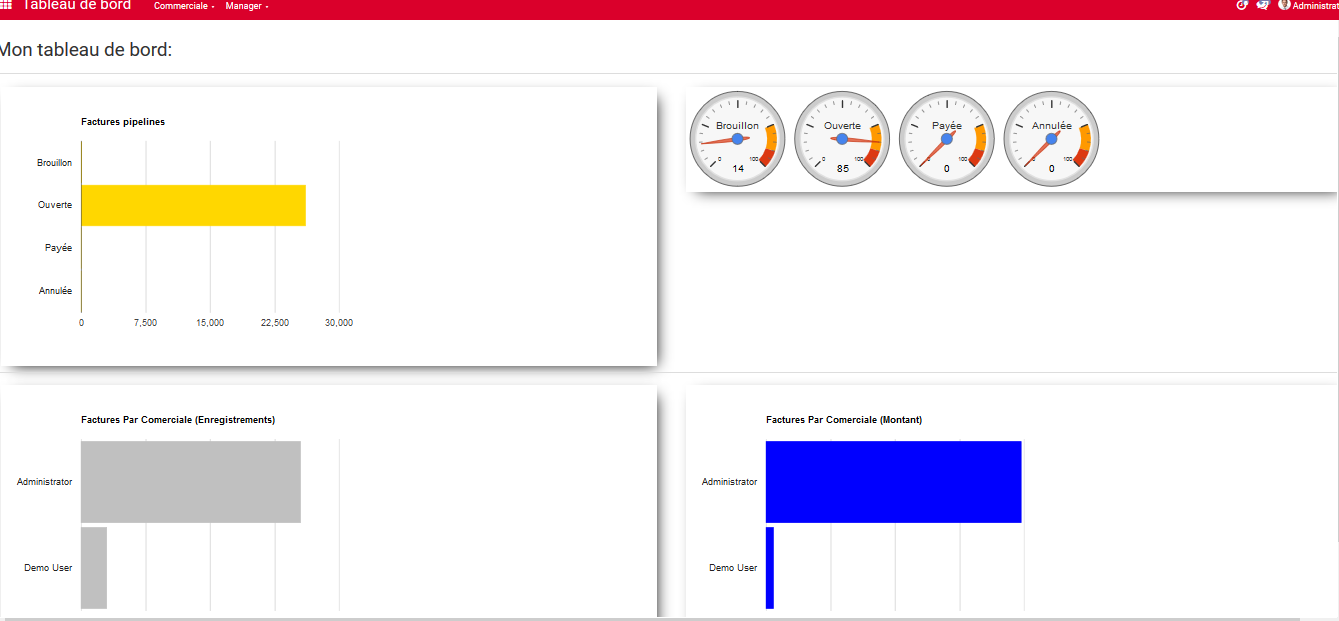 Tableau de bord Commerciale Manager Administrat
Mon tableau de bord:
Factures pipelines
Brouillon
Ouverte
Payée
Annulée
0 7,500 15,000 22,500 30,000
Brouillon Ouverte Payée Annulée
0 100 0 100 0 100 0 100
14 85 0 0
Factures Par Comerciale (Enregistrements)
Administrator
Demo User
Factures Par Comerciale (Montant)
Administrator
Demo User